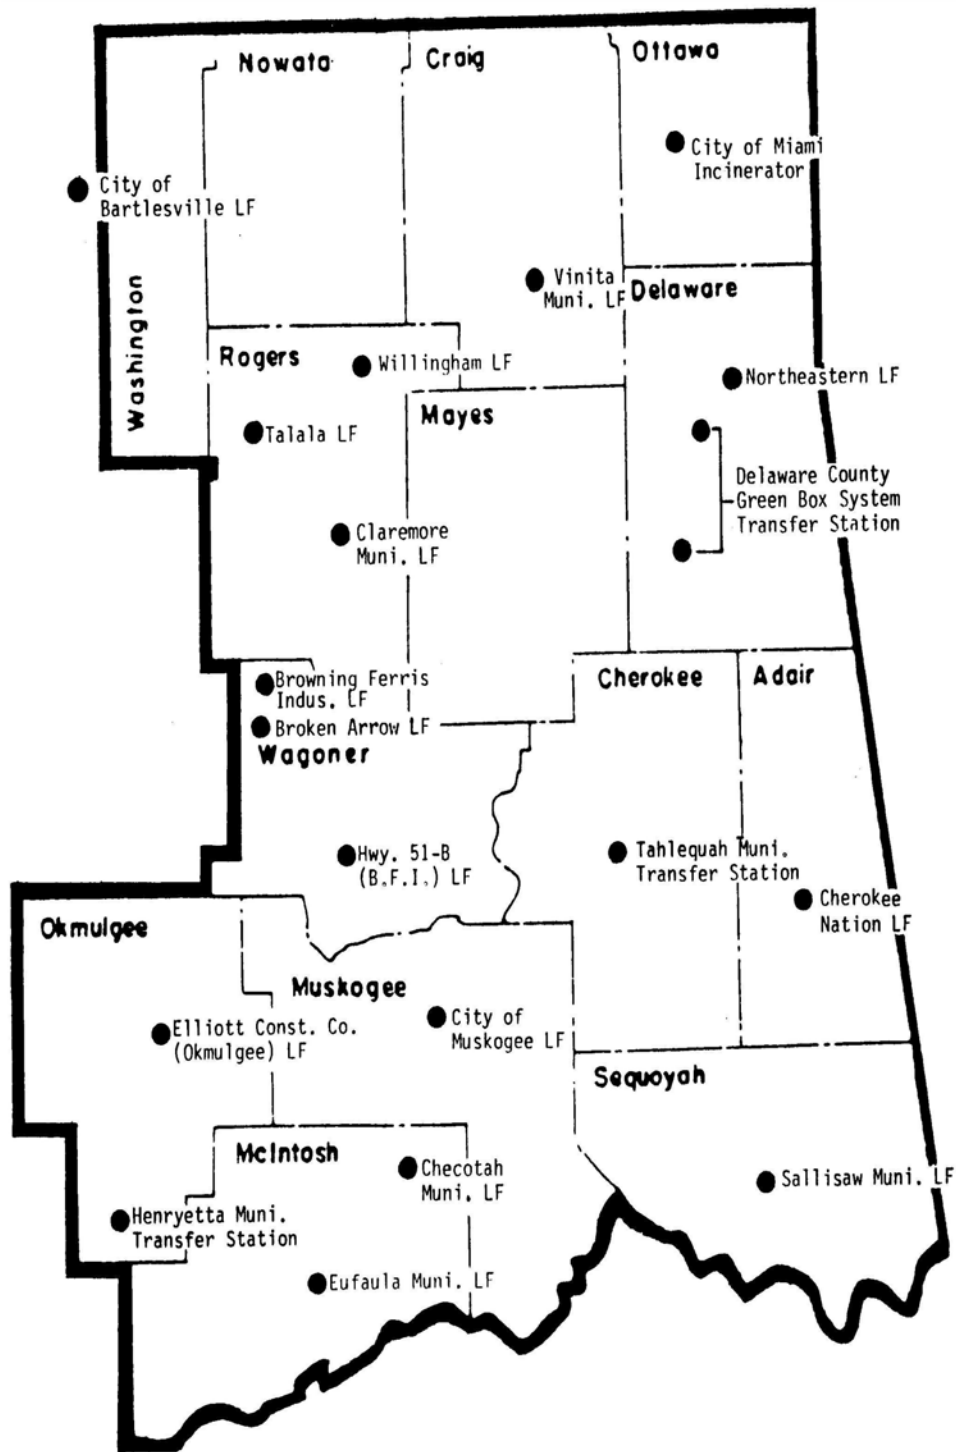 Nowata
Craig
Ottawa
City of Miami
Incinerator
City of
Bartlesville LF
Washington
Vinita
Muni. LF
Delaware
Rogers
Willingham LF
Northeastern LF
Talala LF
Mayes
Delaware County
Green Box System
Transfer Station
Claremore
Muni. LF
Browning Ferris
Indus. LF
Broken Arrow LF
Wagoner
Cherokee
Adair
Hwy. 51-B
(B.F.I.) LF
Tahlequah Muni.
Transfer Station
Cherokee
Nation LF
Okmulgee
Muskogee
Elliott Const. Co.
(Okmulgee) LF
City of
Muskogee LF
Sequoyah
McIntosh
Checotah
Muni. LF
Sallisaw Muni. LF
Henryetta Muni.
Transfer Station
Eufaula Muni. LF